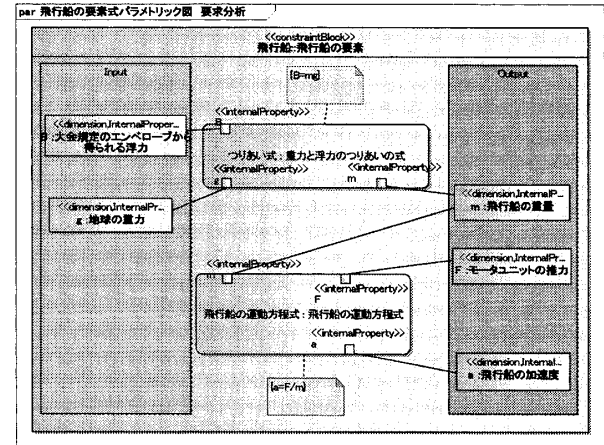 par 飛行船の要素式パラメトリック図 要求分析
<<constraintBlock>>
飛行船:飛行船の要素
Input
Output
{B=mg}
<<internalProperty>>
B
<<dimension,InternalProper...
B :大会規定のエンベロープから
得られる浮力
つりあい式 : 重力と浮力のつりあいの式
<<internalProperty>>
g
<<internalProperty>>
m
<<dimension,InternalPr...
g :地球の重力
<<dimension,InternalP...
m :飛行船の重量
<<internalProperty>>
m
<<internalProperty>>
F
<<dimension,InternalPr...
F :モータユニットの推力
飛行船の運動方程式 : 飛行船の運動方程式
<<internalProperty>>
a
<<dimension,Internal...
a :飛行船の加速度
{a=F/m}